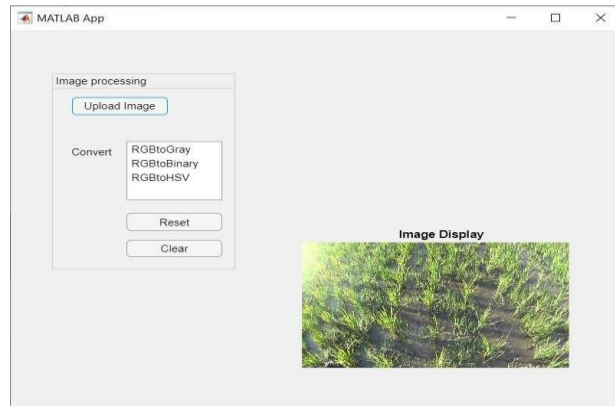 MATLAB App
Image processing
Upload Image
Convert
RGBtoGray
RGBtoBinary
RGBtoHSV
Reset
Clear
Image Display